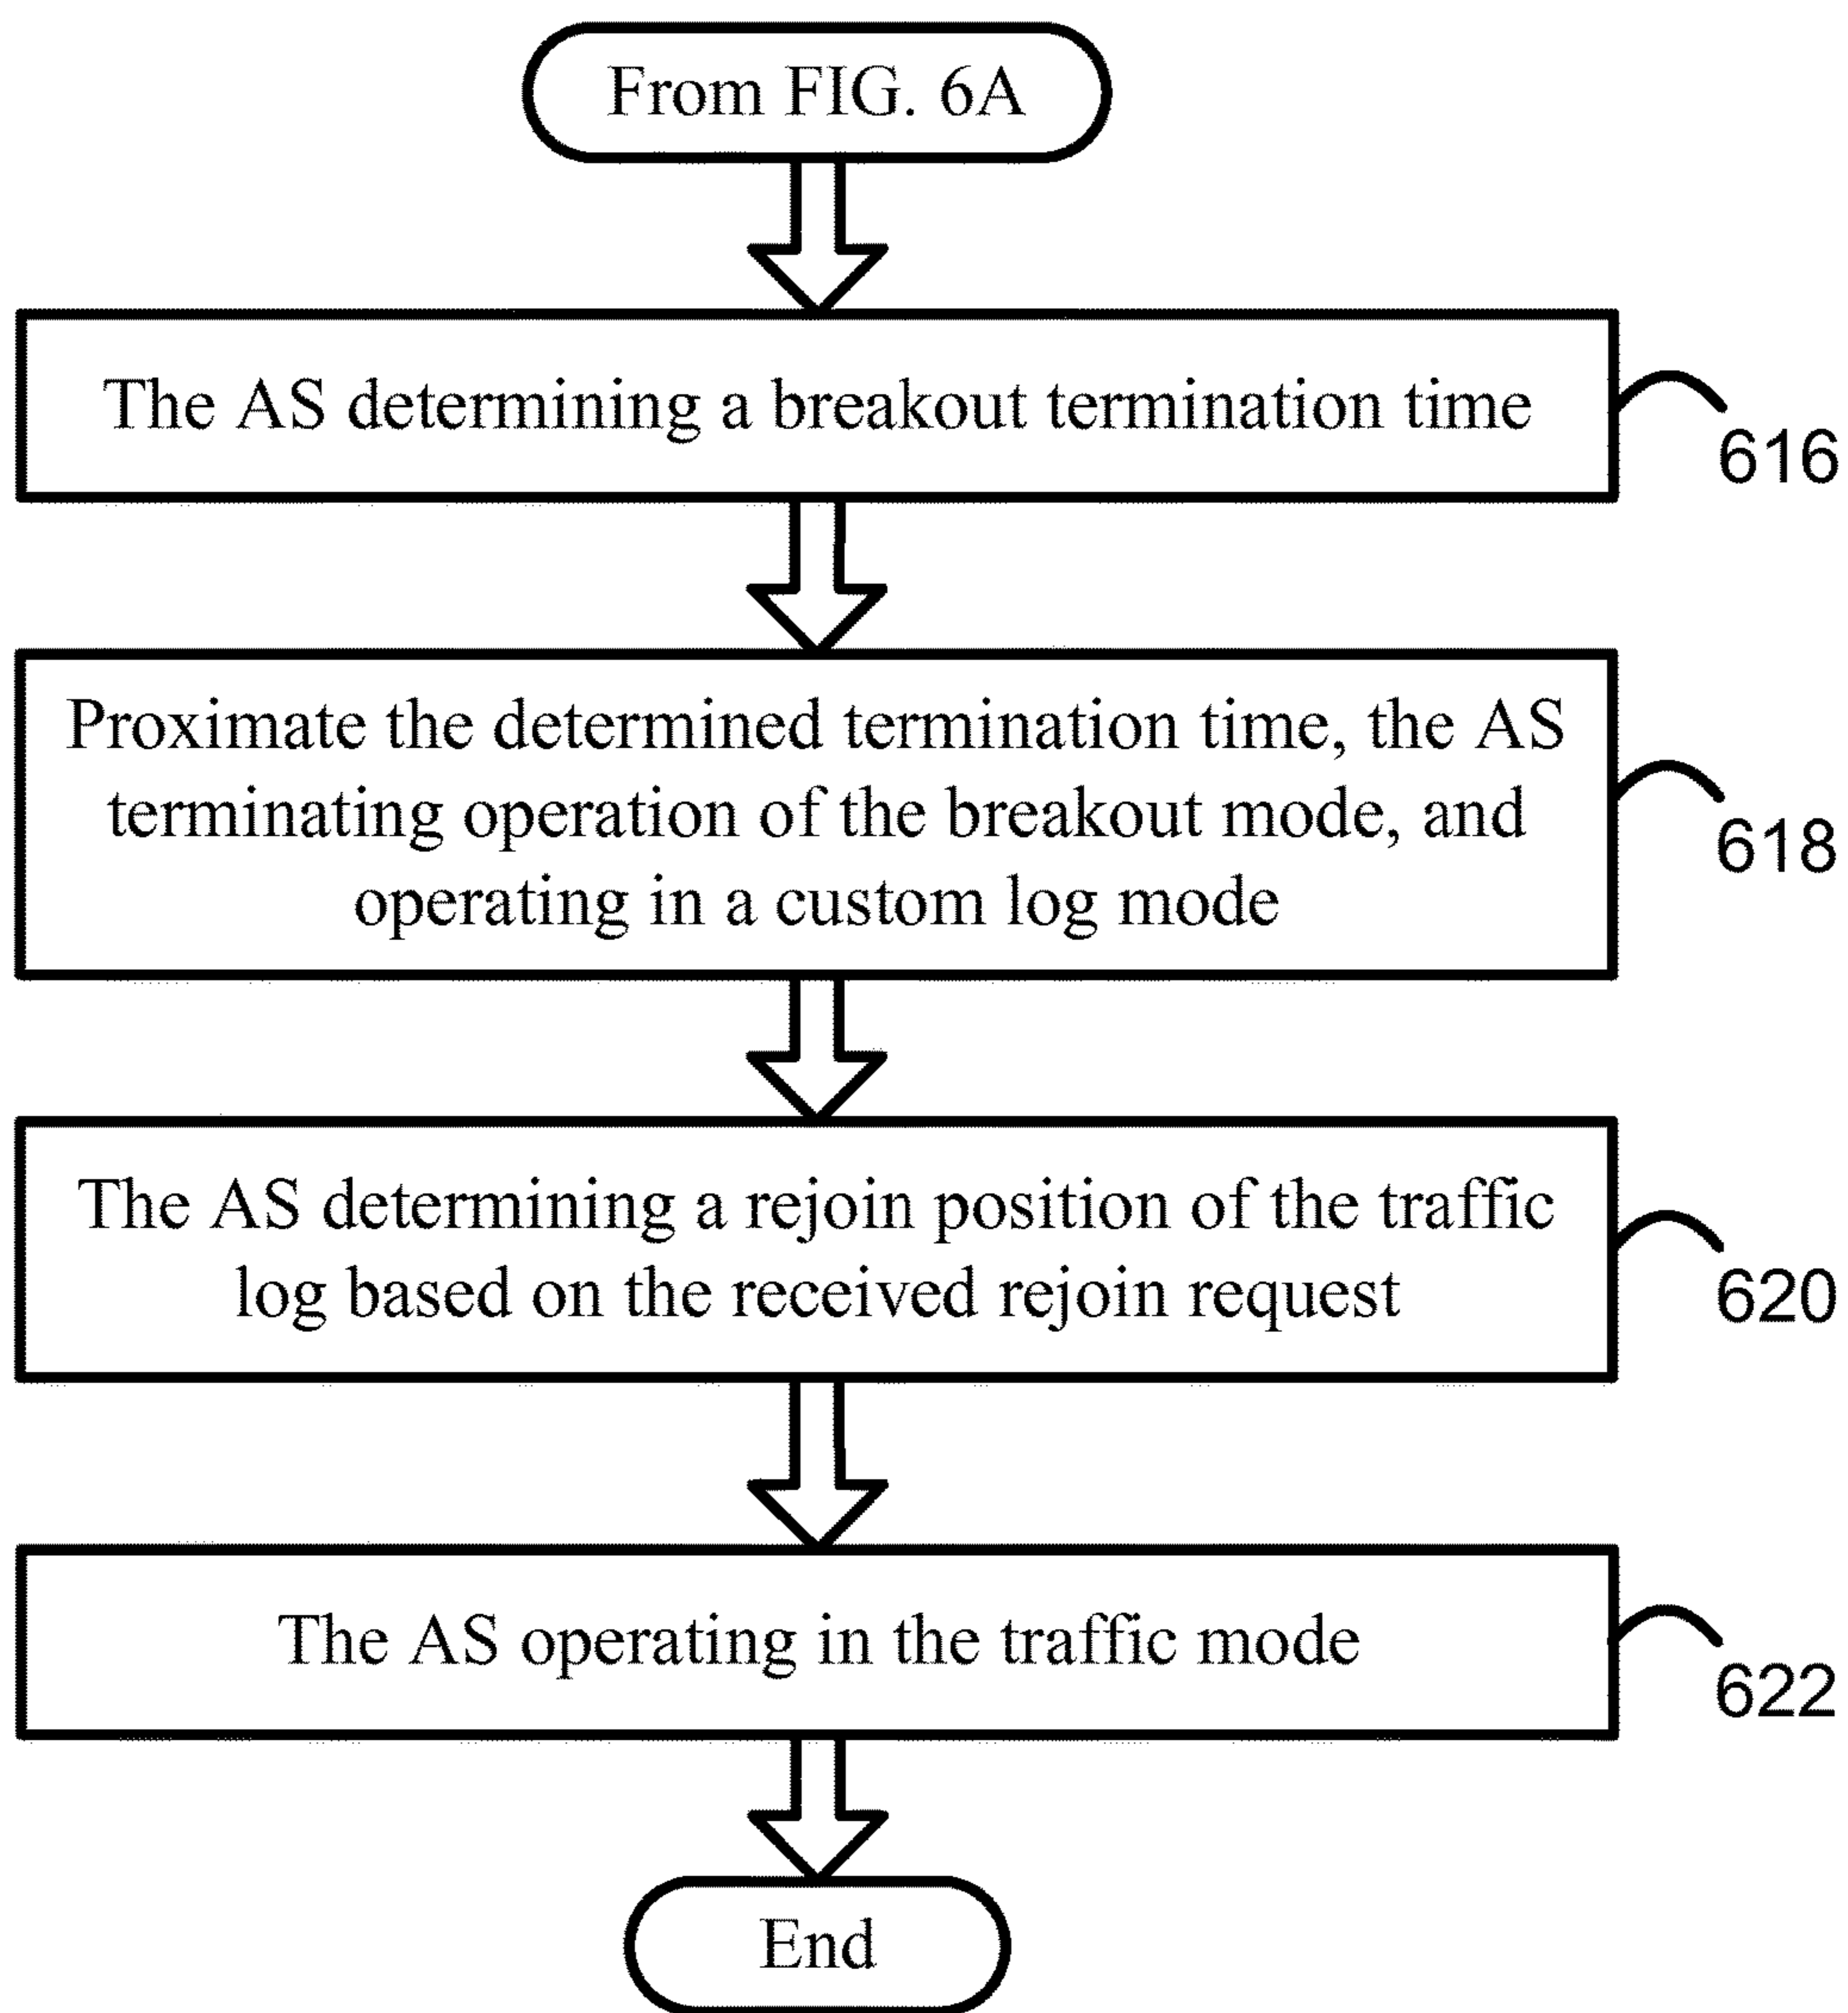 From FIG. 6A
The AS determining a breakout termination time
616
Proximate the determined termination time, the AS
terminating operation of the breakout mode, and
operating in a custom log mode
618
The AS determining a rejoin position of the traffic
log based on the received rejoin request
620
The AS operating in the traffic mode
622
End